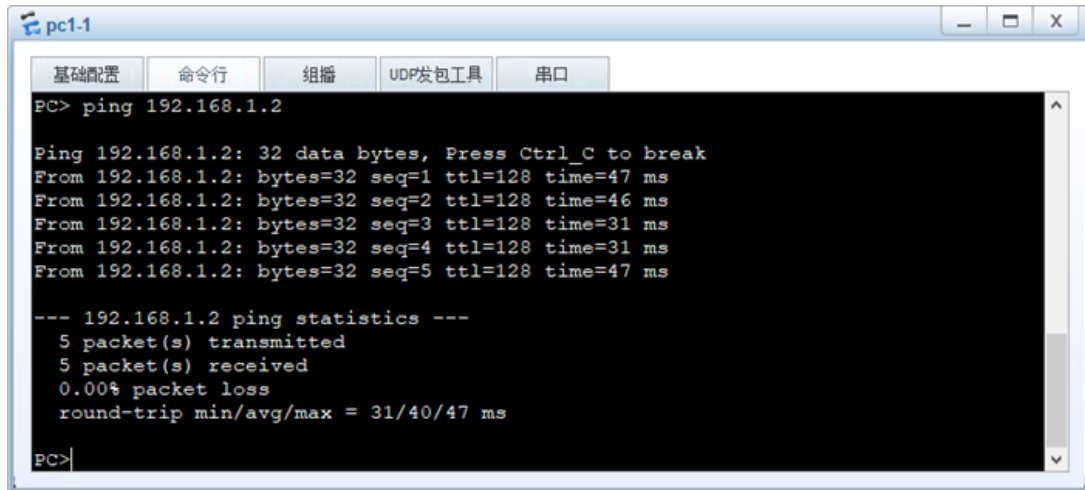 pc1-1
基础配置 命令行 组播 UDP发包工具 串口
PC> ping 192.168.1.2
Ping 192.168.1.2: 32 data bytes, Press Ctrl_C to break
From 192.168.1.2: bytes=32 seq=1 ttl=128 time=47 ms
From 192.168.1.2: bytes=32 seq=2 ttl=128 time=46 ms
From 192.168.1.2: bytes=32 seq=3 ttl=128 time=31 ms
From 192.168.1.2: bytes=32 seq=4 ttl=128 time=31 ms
From 192.168.1.2: bytes=32 seq=5 ttl=128 time=47 ms
--- 192.168.1.2 ping statistics ---
5 packet(s) transmitted
5 packet(s) received
0.00% packet loss
round-trip min/avg/max = 31/40/47 ms
PC>